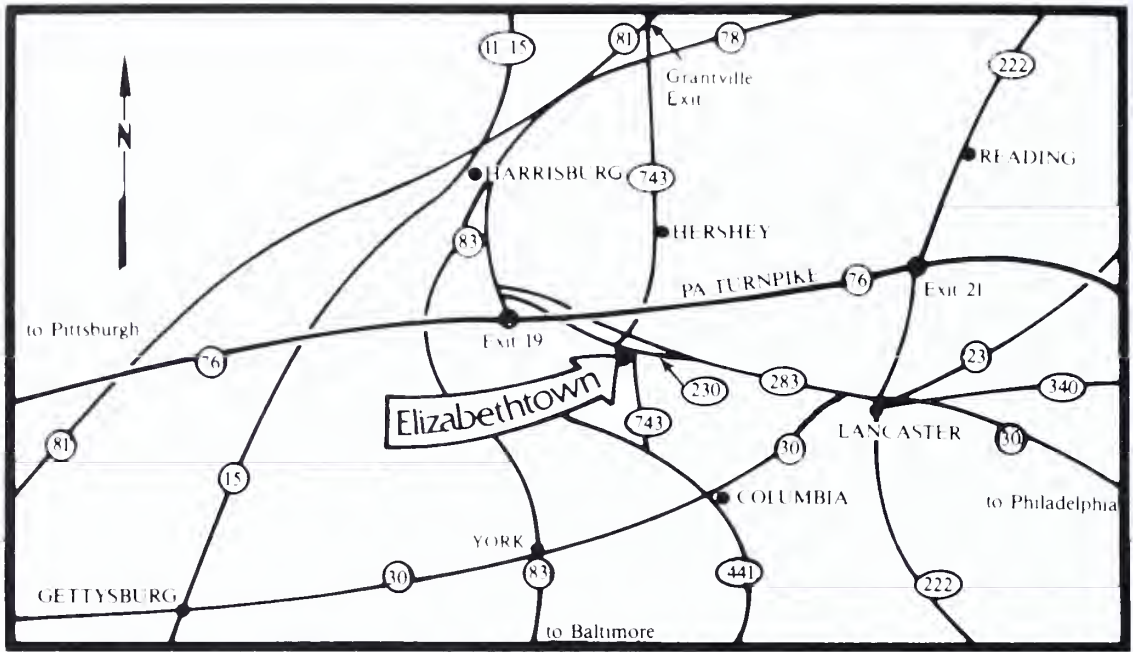 11-15
81
78
222
Grantville
Exit
N
READING
HARRISBURG
743
83
HERSHEY
PA TURNPIKE
76
Exit 21
to Pittsburgh
Exit 19
76
23
230
283
340
Elizabethtown
743
LANCASTER
30
30
81
15
COLUMBIA
to Philadelphia
YORK
83
30
441
222
GETTYSBURG
to Baltimore